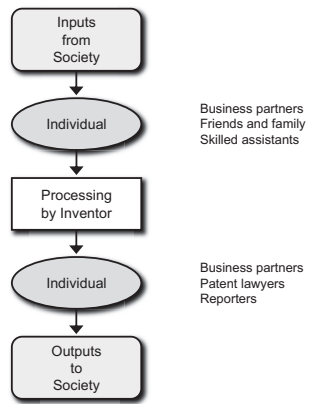 Inputs
from
Society
Individual
Business partners
Friends and family
Skilled assistants
Processing
by Inventor
Individual
Business partners
Patent lawyers
Reporters
Outputs
to
Society